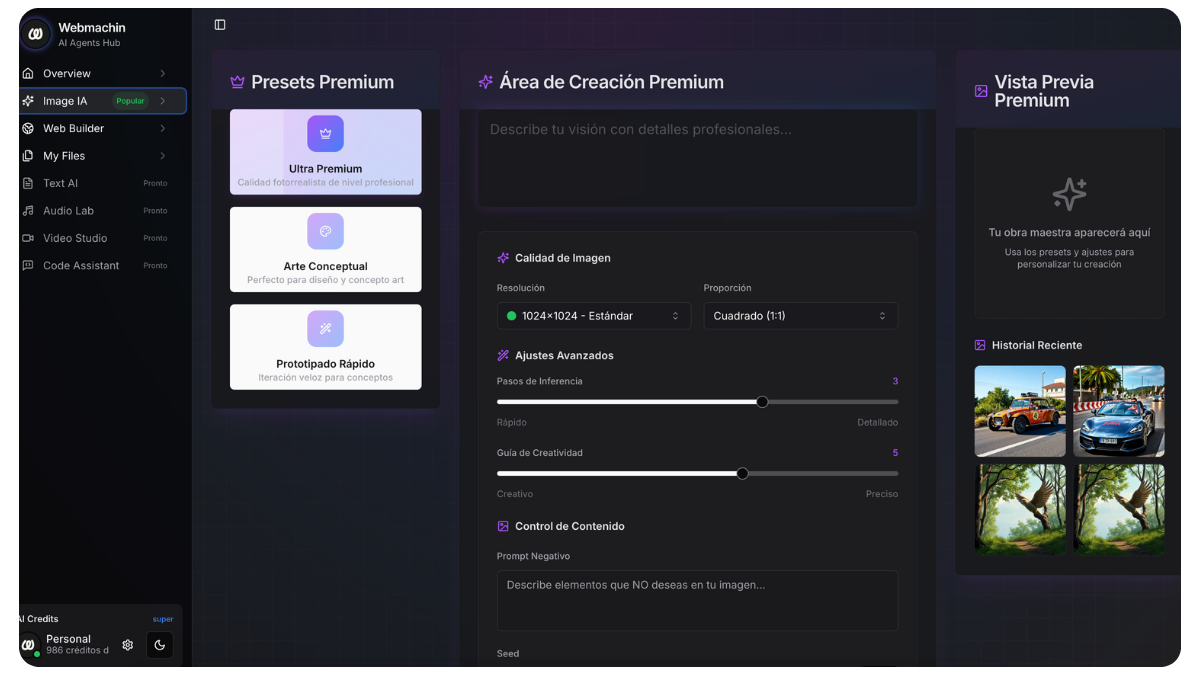 Webmachin
AI Agents Hub
Overview
Image IA
Popular
Web Builder
My Files
Text AI
Pronto
Audio Lab
Pronto
Video Studio
Pronto
Code Assistant
Pronto
AI Credits
super
Personal
986 créditos d
Presets Premium
Ultra Premium
Calidad fotorrealista de nivel profesional
Arte Conceptual
Perfecto para diseño y concepto art
Prototipado Rápido
Iteración veloz para conceptos
Área de Creación Premium
Describe tu visión con detalles profesionales...
Calidad de Imagen
Resolución
Proporción
1024×1024 - Estándar
Cuadrado (1:1)
Ajustes Avanzados
Pasos de Inferencia
3
Rápido
Detallado
Guía de Creatividad
5
Creativo
Preciso
Control de Contenido
Prompt Negativo
Describe elementos que NO deseas en tu imagen...
Seed
Vista Previa
Premium
Tu obra maestra aparecerá aquí
Usa los presets y ajustes para
personalizar tu creación
Historial Reciente